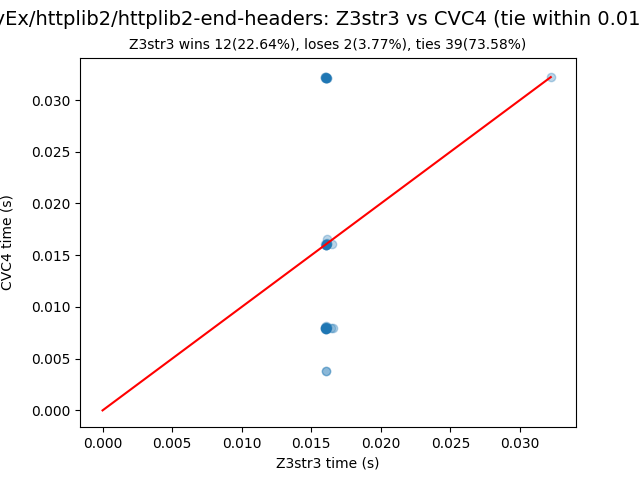 Ex/httplib2/httplib2-end-headers: Z3str3 vs CVC4 (tie within 0.01
Z3str3 wins 12(22.64%), loses 2(3.77%), ties 39(73.58%)
0.030
0.025
0.020
0.015
0.010
0.005
0.000
CVC4 time (s)
0.000 0.005 0.010 0.015 0.020 0.025 0.030
Z3str3 time (s)